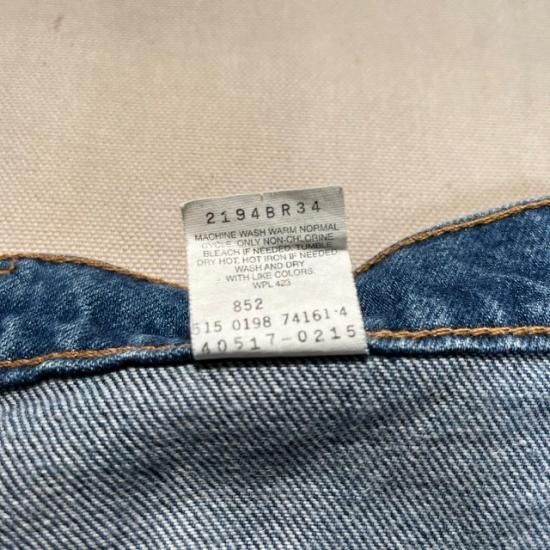 2194BR34
MACHINE WASH WARM NORMAL
CYCLE. ONLY NON-CHLORINE
BLEACH IF NEEDED. TUMBLE
DRY HOT. HOT IRON IF NEEDED.
WASH AND DRY
WITH LIKE COLORS.
WPL 423
852
515 0198 74161-4
40517-0215